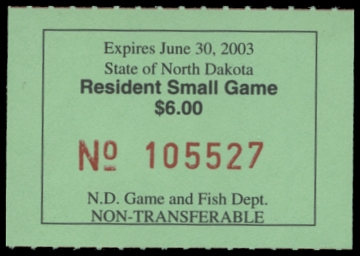 Expires June 30, 2003
State of North Dakota
Resident Small Game
$6.00
Nº 105527
N.D. Game and Fish Dept.
NON-TRANSFERABLE